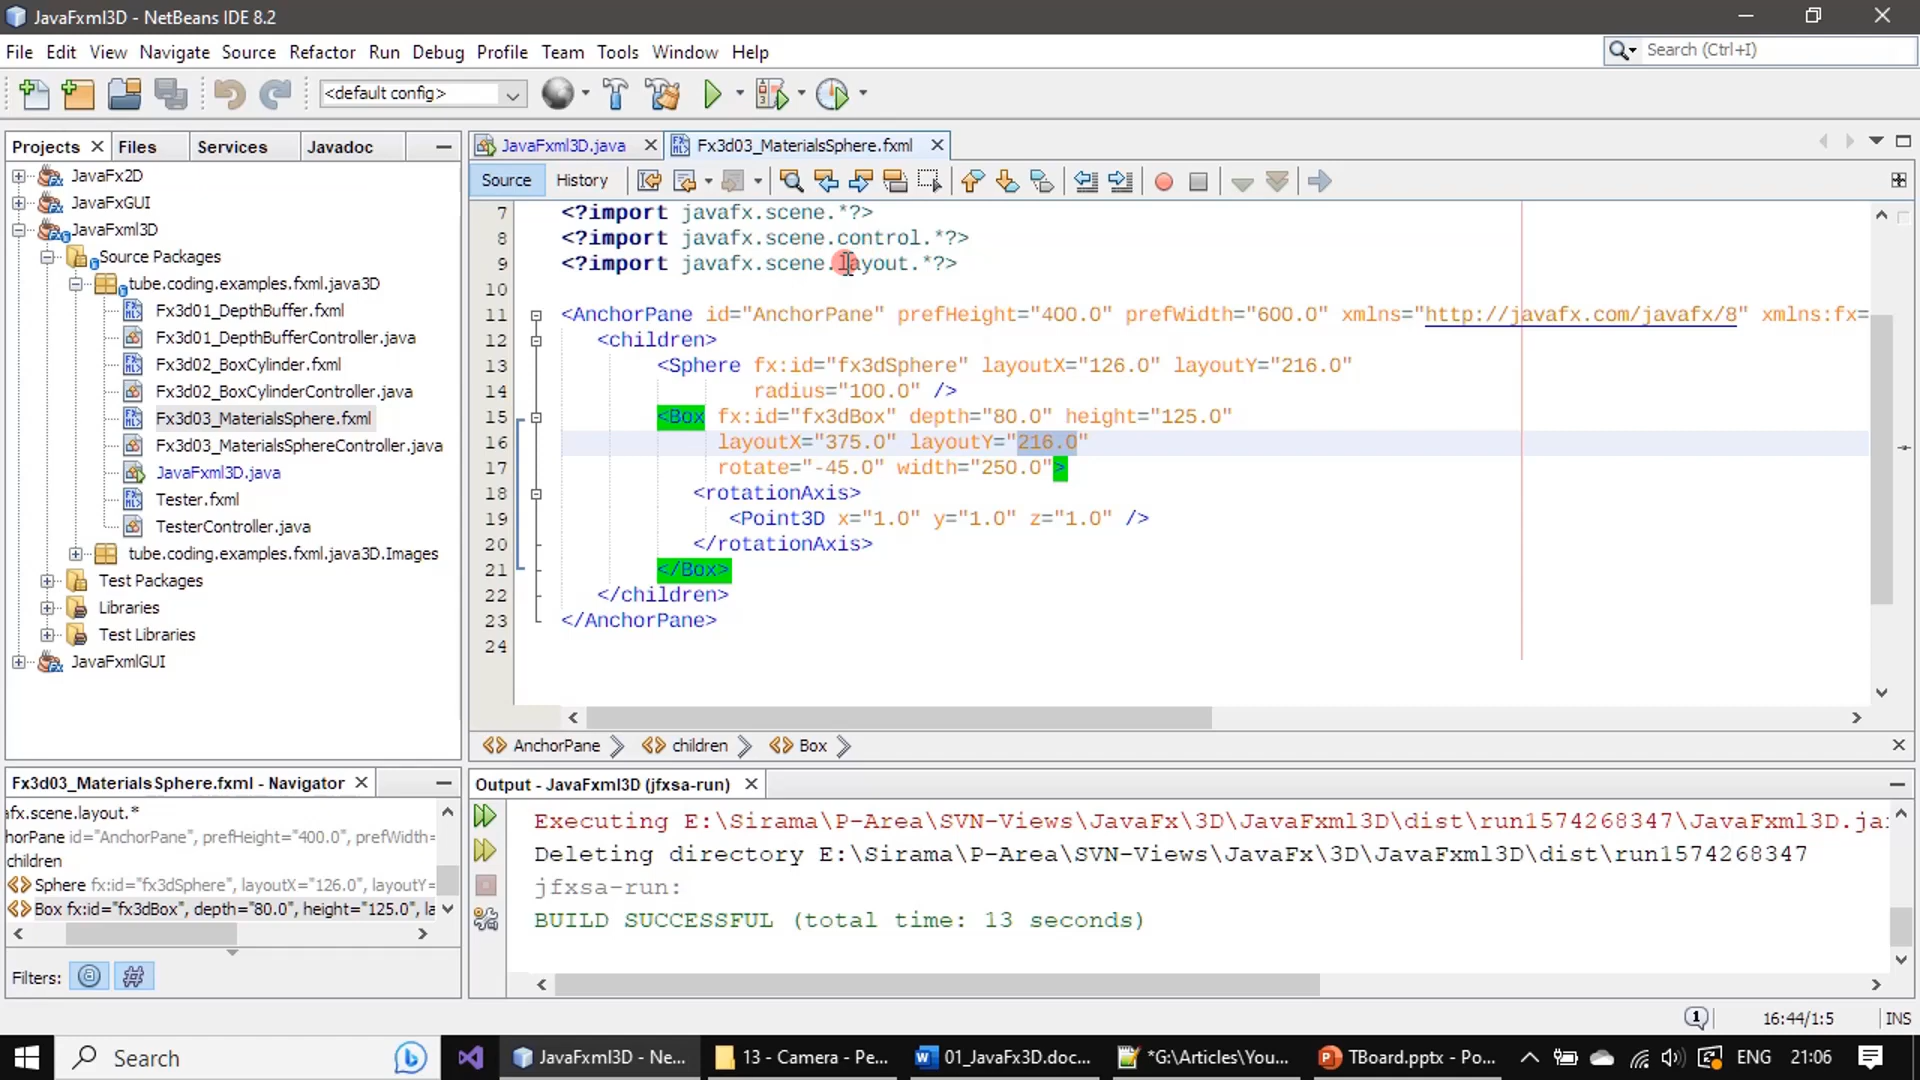 JavaFxml3D - NetBeans IDE 8.2
File Edit View Navigate Source Refactor Run Debug Profile Team Tools Window Help
Search (Ctrl+I)
<default config>
Projects Files Services Javadoc
JavaFxml3D.java Fx3d03_MaterialsSphere.fxml
Source History
JavaFx2D
JavaFxGUI
JavaFxml3D
Source Packages
tube.coding.examples.fxml.java3D
Fx3d01_DepthBuffer.fxml
Fx3d01_DepthBufferController.java
Fx3d02_BoxCylinder.fxml
Fx3d02_BoxCylinderController.java
Fx3d03_MaterialsSphere.fxml
Fx3d03_MaterialsSphereController.java
JavaFxml3D.java
Tester.fxml
TesterController.java
tube.coding.examples.fxml.java3D.Images
Test Packages
Libraries
Test Libraries
JavaFxmlGUI
7 <?import javafx.scene.*?>
8 <?import javafx.scene.control.*?>
9 <?import javafx.scene.layout.*?>
10
11 <AnchorPane id="AnchorPane" prefHeight="400.0" prefWidth="600.0" xmlns="http://javafx.com/javafx/8" xmlns:fx=
12 <children>
13 <Sphere fx:id="fx3dSphere" layoutX="126.0" layoutY="216.0"
14 radius="100.0" />
15 <Box fx:id="fx3dBox" depth="80.0" height="125.0"
16 layoutX="375.0" layoutY="216.0"
17 rotate="-45.0" width="250.0">
18 <rotationAxis>
19 <Point3D x="1.0" y="1.0" z="1.0" />
20 </rotationAxis>
21 </Box>
22 </children>
23 </AnchorPane>
24
AnchorPane children Box
Fx3d03_MaterialsSphere.fxml - Navigator
afx.scene.layout.*
horPane id="AnchorPane", prefHeight="400.0", prefWidth=
children
Sphere fx:id="fx3dSphere", layoutX="126.0", layoutY=
Box fx:id="fx3dBox", depth="80.0", height="125.0", la
Filters:
Output - JavaFxml3D (jfxsa-run)
Executing E:\Sirama\P-Area\SVN-Views\JavaFx\3D\JavaFxml3D\dist\run1574268347\JavaFxml3D.ja
Deleting directory E:\Sirama\P-Area\SVN-Views\JavaFx\3D\JavaFxml3D\dist\run1574268347
jfxsa-run:
BUILD SUCCESSFUL (total time: 13 seconds)
1 16:44/1:5 INS
Search JavaFxml3D - Ne... 13 - Camera - Pe... 01_JavaFx3D.doc... *G:\Articles\You... TBoard.pptx - Po... ENG 21:06